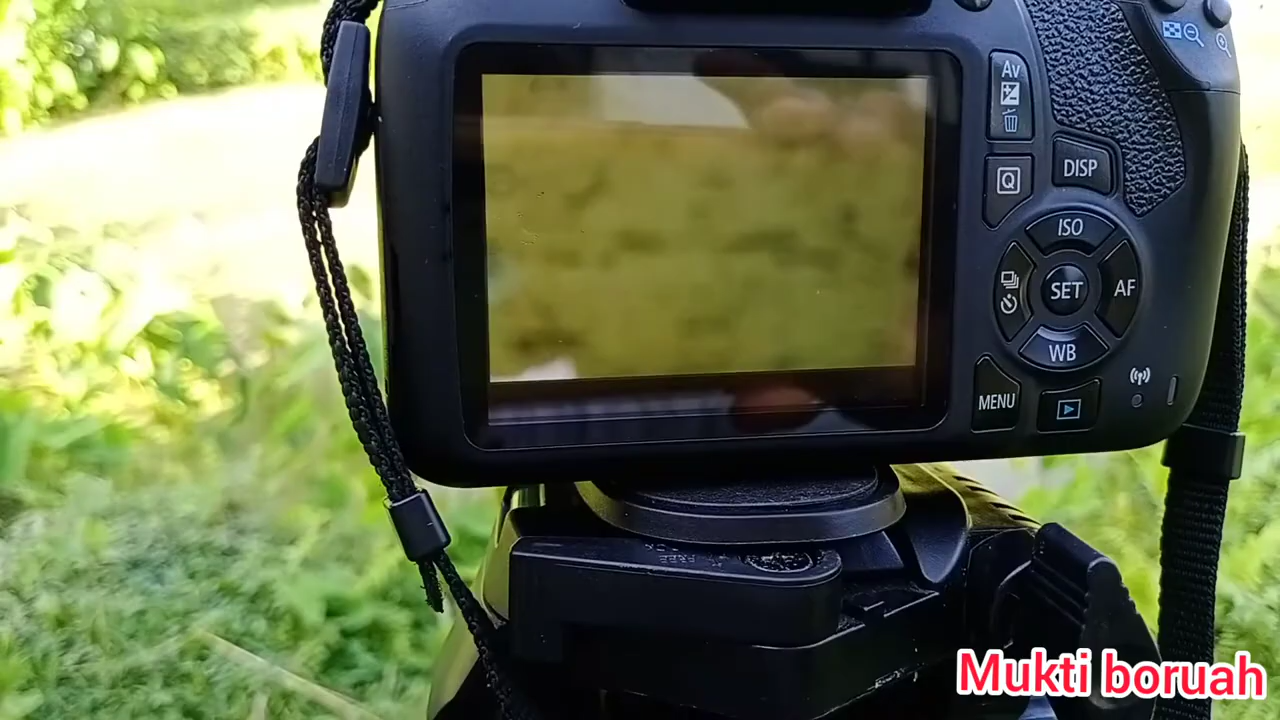 Av
Q
DISP
ISO
SET
AF
WB
MENU
Mukti boruah